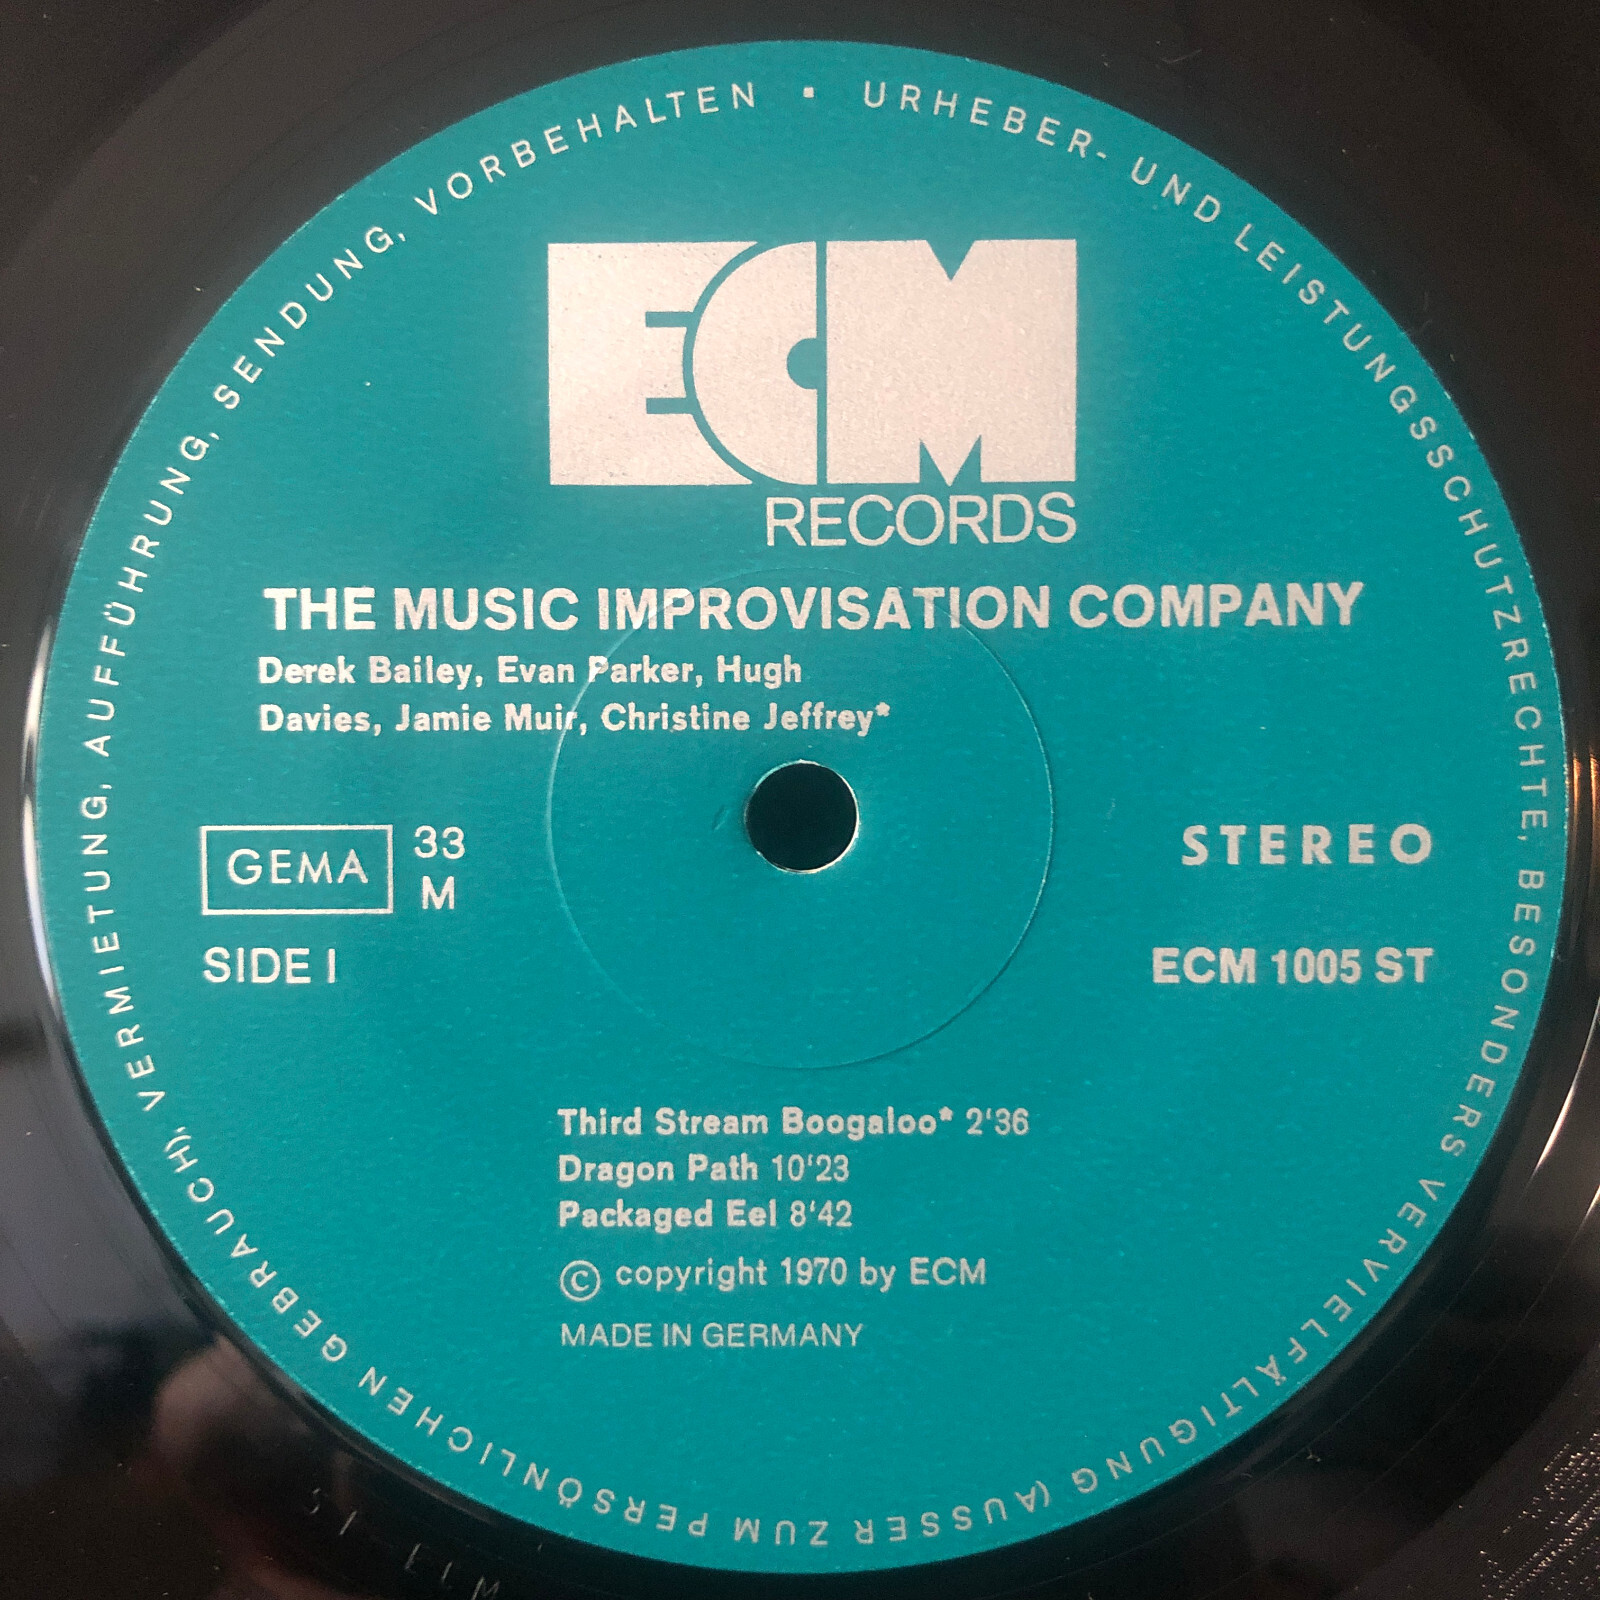 URHEBER- UND LEISTUNGSSCHUTZRECHTE, BESONDERS VERVIELFÄLTIGUNG (AUSSER ZUM PERSÖNLICHEN GEBRAUCH), VERMIETUNG, AUFFÜHRUNG, SENDUNG, VORBEHALTEN ▪
ECM
RECORDS
THE MUSIC IMPROVISATION COMPANY
Derek Bailey, Evan Parker, Hugh
Davies, Jamie Muir, Christine Jeffrey*
GEMA
33
M
STEREO
SIDE I
ECM 1005 ST
Third Stream Boogaloo* 2‘36
Dragon Path 10‘23
Packaged Eel 8‘42
© copyright 1970 by ECM
MADE IN GERMANY